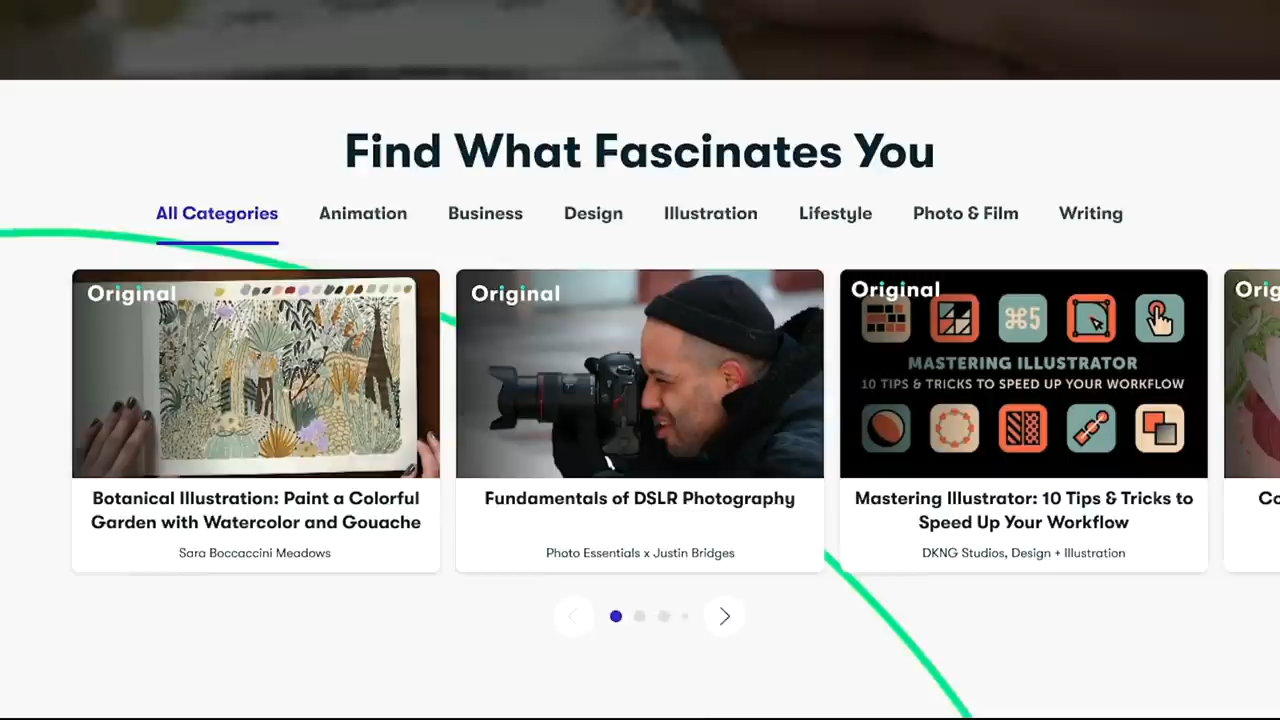 Find What Fascinates You
All Categories Animation Business Design Illustration Lifestyle Photo & Film Writing
Original
Original
Original
⌘5
MASTERING ILLUSTRATOR
10 TIPS & TRICKS TO SPEED UP YOUR WORKFLOW
Botanical Illustration: Paint a Colorful
Garden with Watercolor and Gouache
Sara Boccaccini Meadows
Fundamentals of DSLR Photography
Photo Essentials x Justin Bridges
Mastering Illustrator: 10 Tips & Tricks to
Speed Up Your Workflow
DKNG Studios, Design + Illustration